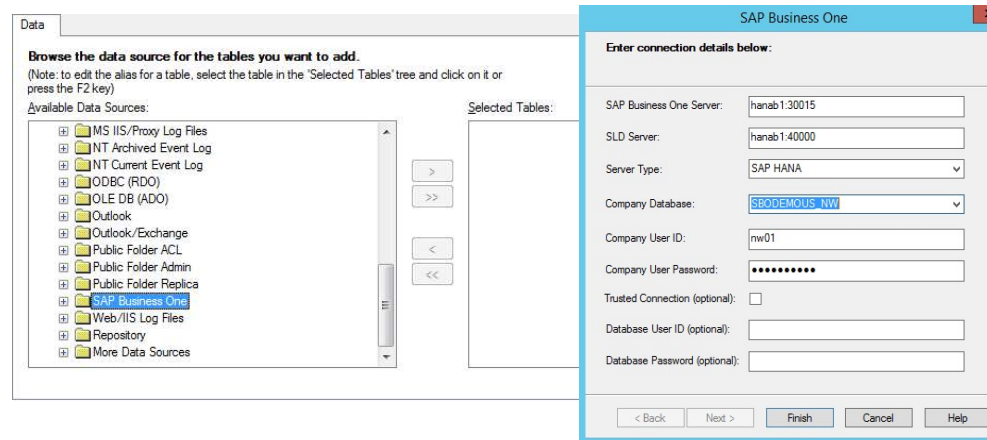 Data
Browse the data source for the tables you want to add.
(Note: to edit the alias for a table, select the table in the 'Selected Tables' tree and click on it or
press the F2 key)
Available Data Sources:
Selected Tables:
MS IIS/Proxy Log Files
NT Archived Event Log
NT Current Event Log
ODBC (RDO)
OLE DB (ADO)
Outlook
Outlook/Exchange
Public Folder ACL
Public Folder Admin
Public Folder Replica
SAP Business One
Web/IIS Log Files
Repository
More Data Sources
>
>>
<
<<
SAP Business One
Enter connection details below:
SAP Business One Server: hanab1:30015
SLD Server: hanab1:40000
Server Type: SAP HANA
Company Database: SBODEMOUS_NW
Company User ID: nw01
Company User Password: ●●●●●●●●●●
Trusted Connection (optional):
Database User ID (optional):
Database Password (optional):
< Back Next > Finish Cancel Help